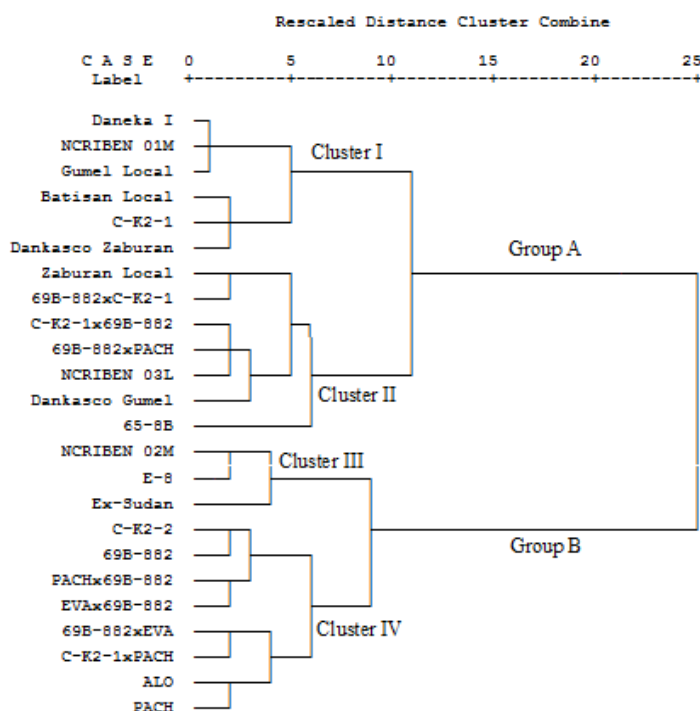 Rescaled Distance Cluster Combine
C A S E 0 5 10 15 20 25
Label +---------+---------+---------+---------+---------+
Daneka I
NCRIBEN 01M
Cluster I
Gumel Local
Batisan Local
C-K2-1
Dankasco Zaburan
Group A
Zaburan Local
69B-882xC-K2-1
C-K2-1x69B-882
69B-882xPACH
NCRIBEN 03L
Cluster II
Dankasco Gumel
65-8B
NCRIBEN 02M
Cluster III
E-8
Ex-Sudan
C-K2-2
Group B
69B-882
PACHx69B-882
EVAx69B-882
69B-882xEVA
Cluster IV
C-K2-1xPACH
ALO
PACH